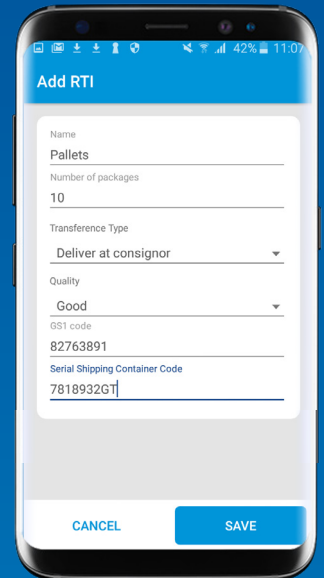 42% 11:07
Add RTI
Name
Pallets
Number of packages
10
Transference Type
Deliver at consignor
Quality
Good
GS1 code
82763891
Serial Shipping Container Code
7818932GT
CANCEL
SAVE